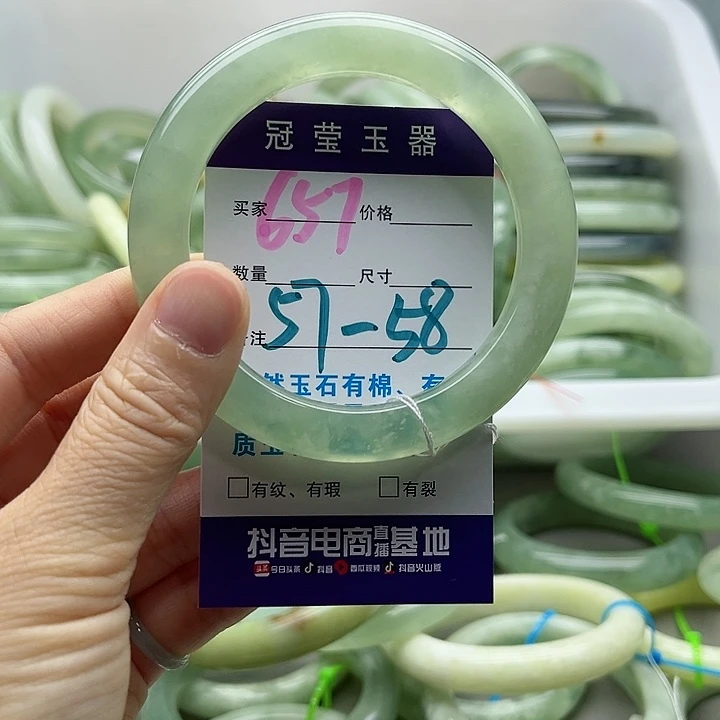 冠莹玉器
买家 657 价格
数量 尺寸
注 57-58
然玉石有棉、有
质玉
有纹、有瑕 有裂
抖音电商直播基地
今日头条 抖音 西瓜视频 抖音火山版